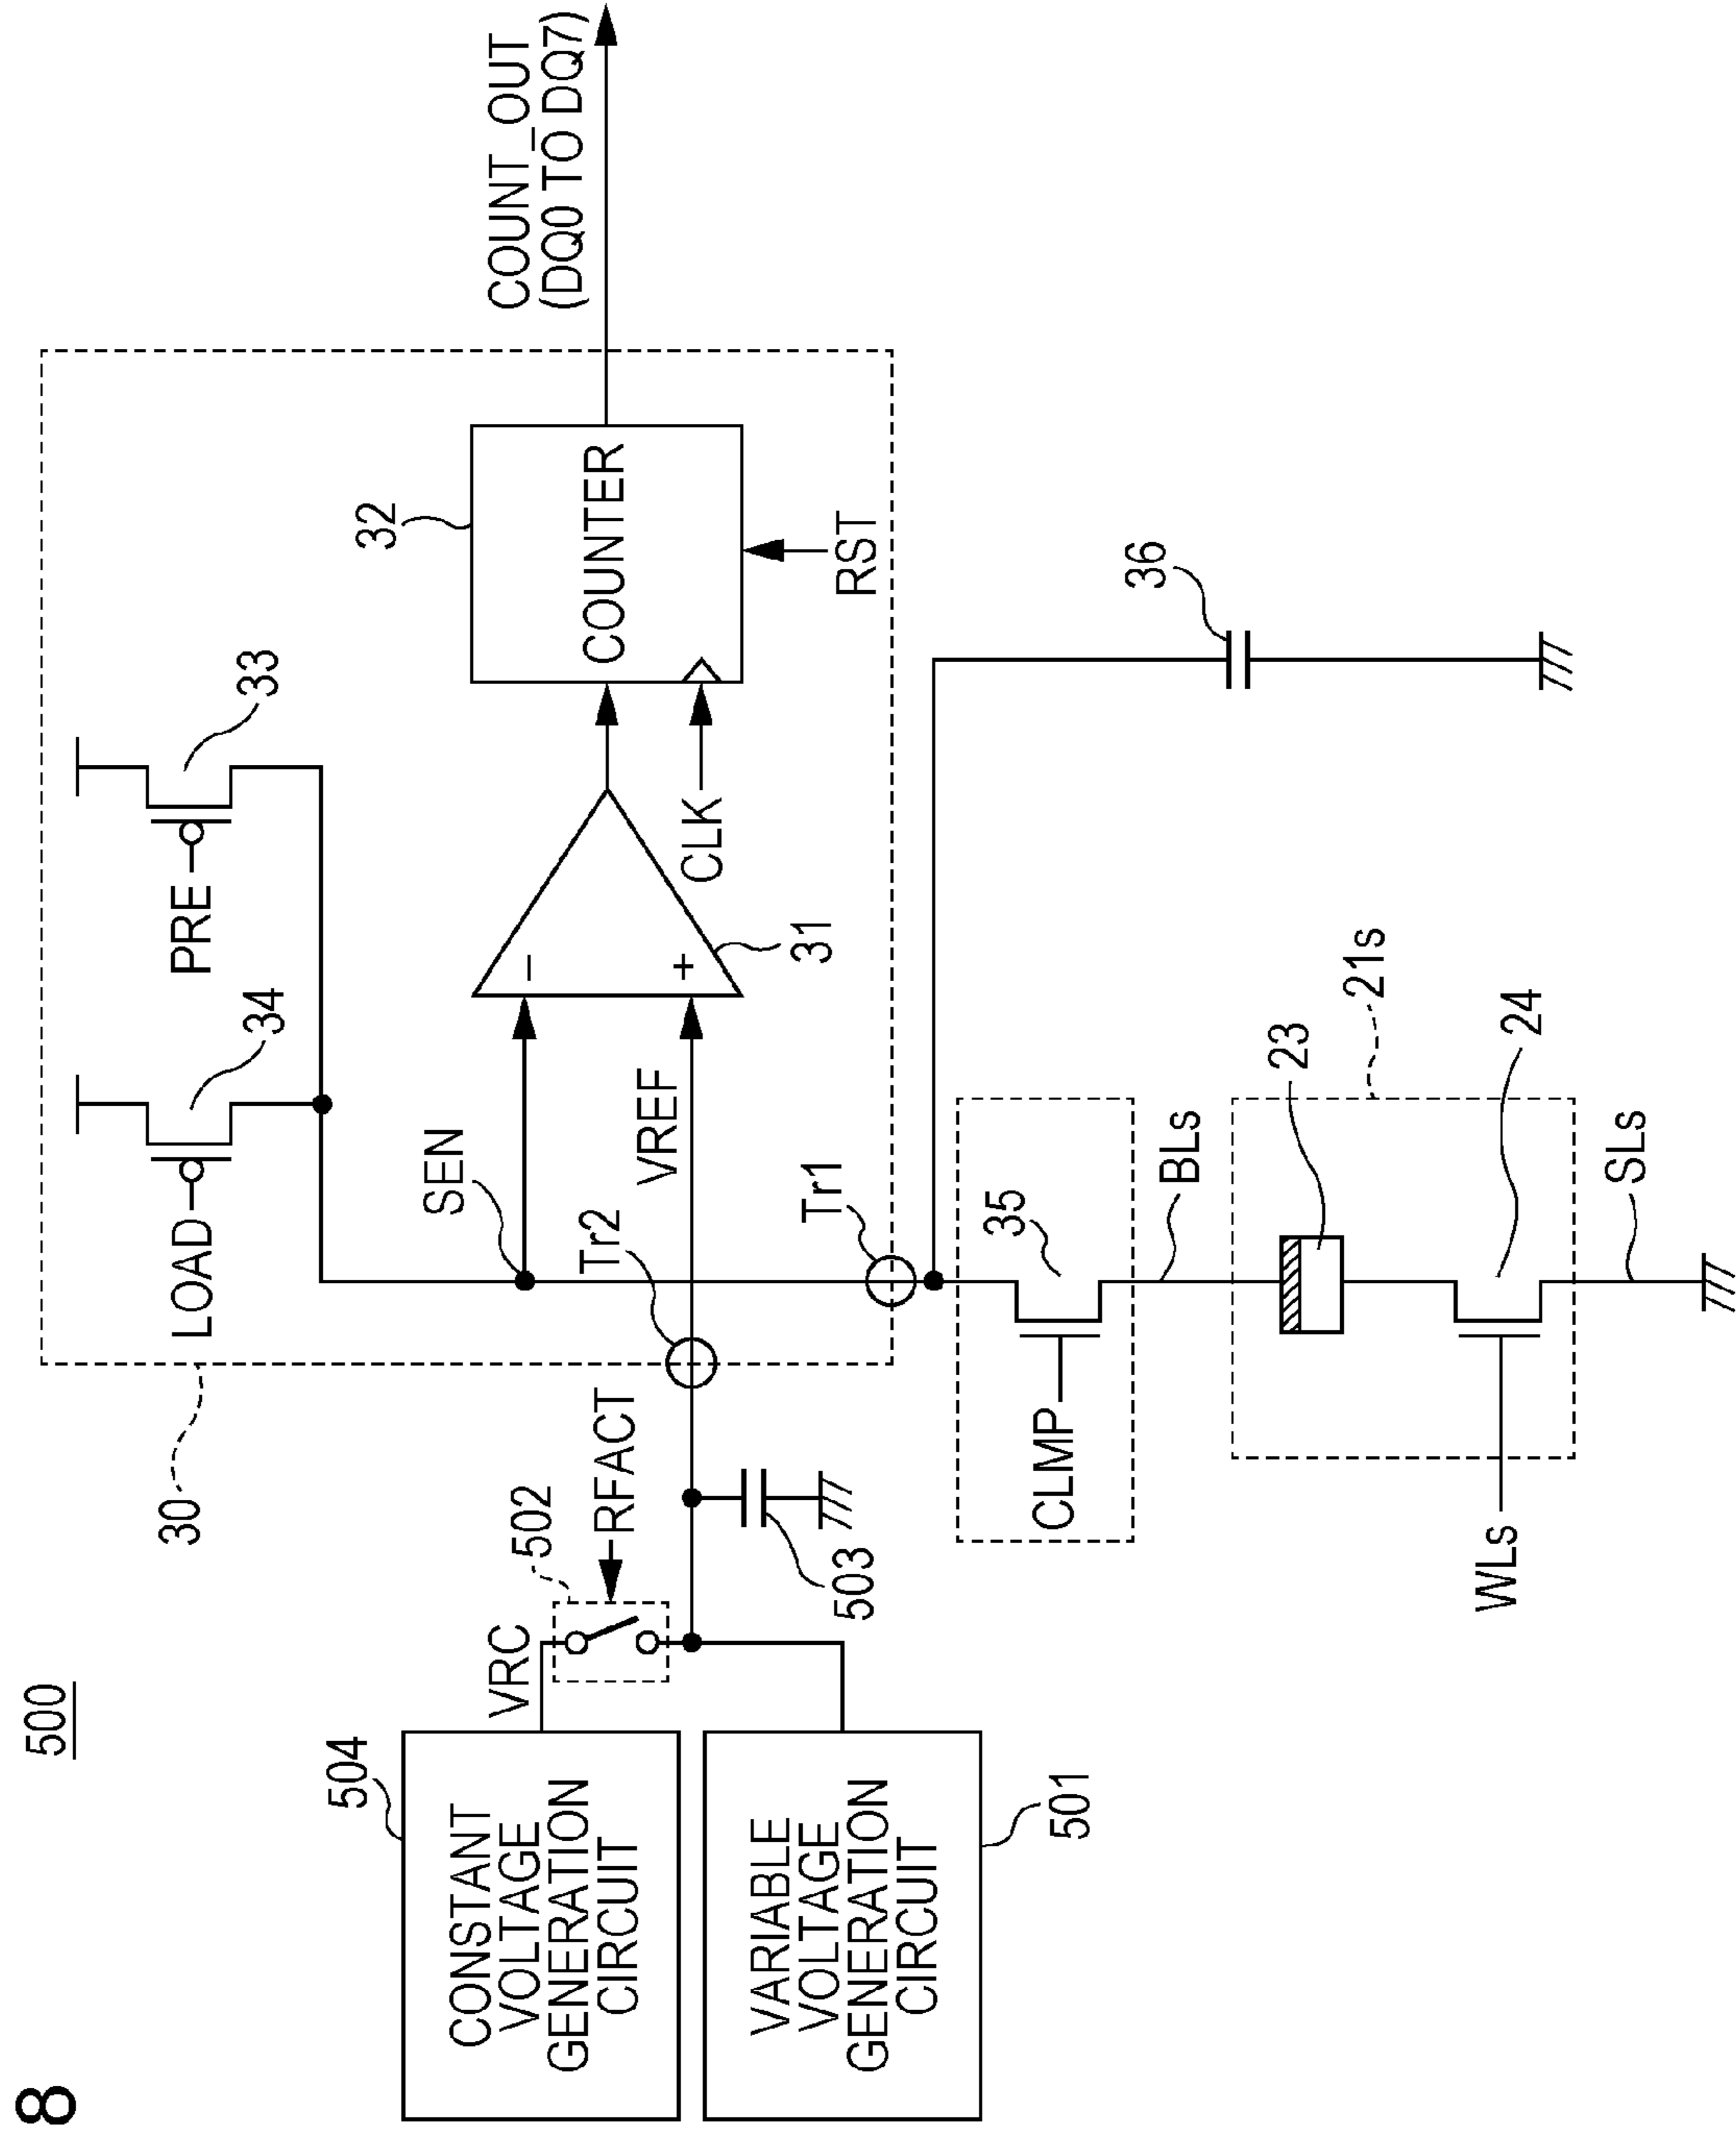 8
500
COUNT_OUT
(DQ0 TO DQ7)
LOAD
34
PRE
33
30
SEN
31
32
COUNTER
CLK
RST
VREF
Tr2
Tr1
504
CONSTANT
VOLTAGE
GENERATION
CIRCUIT
VRC
502
RFACT
VARIABLE
VOLTAGE
GENERATION
CIRCUIT
501
503
CLMP
35
36
BLs
21s
23
24
WLs
SLs